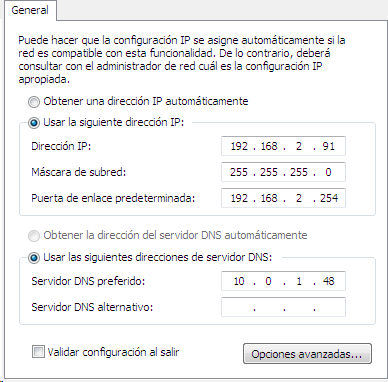 General
Puede hacer que la configuración IP se asigne automáticamente si la
red es compatible con esta funcionalidad. De lo contrario, deberá
consultar con el administrador de red cuál es la configuración IP
apropiada.
Obtener una dirección IP automáticamente
Usar la siguiente dirección IP:
Dirección IP: 192 . 168 . 2 . 91
Máscara de subred: 255 . 255 . 255 . 0
Puerta de enlace predeterminada: 192 . 168 . 2 . 254
Obtener la dirección del servidor DNS automáticamente
Usar las siguientes direcciones de servidor DNS:
Servidor DNS preferido: 10 . 0 . 1 . 48
Servidor DNS alternativo: . . .
Validar configuración al salir
Opciones avanzadas...